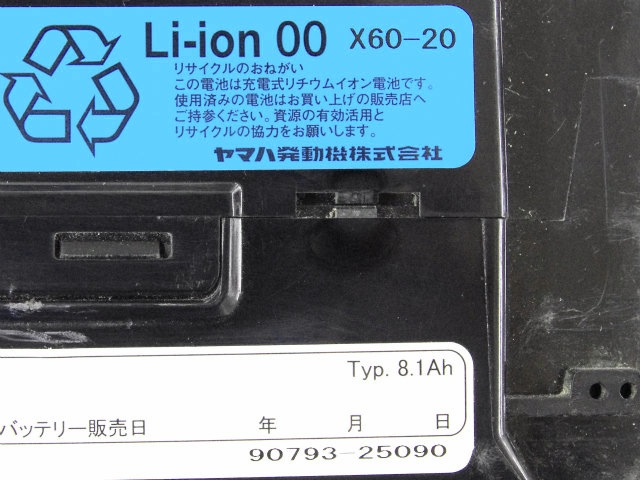 Li-ion 00 X60-20
リサイクルのおねがい
この電池は充電式リチウムイオン電池です。
使用済みの電池はお買い上げの販売店へ
ご持参ください。資源の有効活用と
リサイクルの協力をお願いします。
ヤマハ発動機株式会社
Typ. 8.1Ah
バッテリー販売日 年 月 日
90793-25090